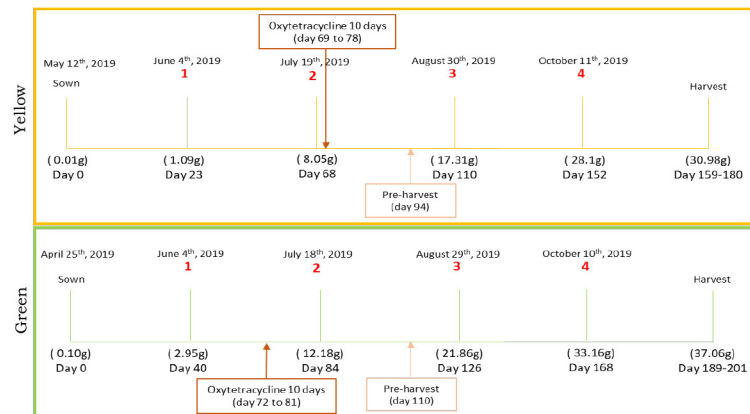 Oxytetracycline 10 days
(day 69 to 78)
May 12th, 2019
June 4th, 2019
July 19th, 2019
August 30th, 2019
October 11th, 2019
Sown
1
2
3
4
Harvest
Yellow
( 0.01g)
(1.09g)
(8.05g)
(17.31g)
(28.1g)
(30.98g)
Day 0
Day 23
Day 68
Day 110
Day 152
Day 159-180
Pre-harvest
(day 94)
April 25th, 2019
June 4th, 2019
July 18th, 2019
August 29th, 2019
October 10th, 2019
Sown
1
2
3
4
Harvest
Green
( 0.10g)
(2.95g)
(12.18g)
(21.86g)
(33.16g)
(37.06g)
Day 0
Day 40
Day 84
Day 126
Day 168
Day 189-201
Oxytetracycline 10 days
(day 72 to 81)
Pre-harvest
(day 110)